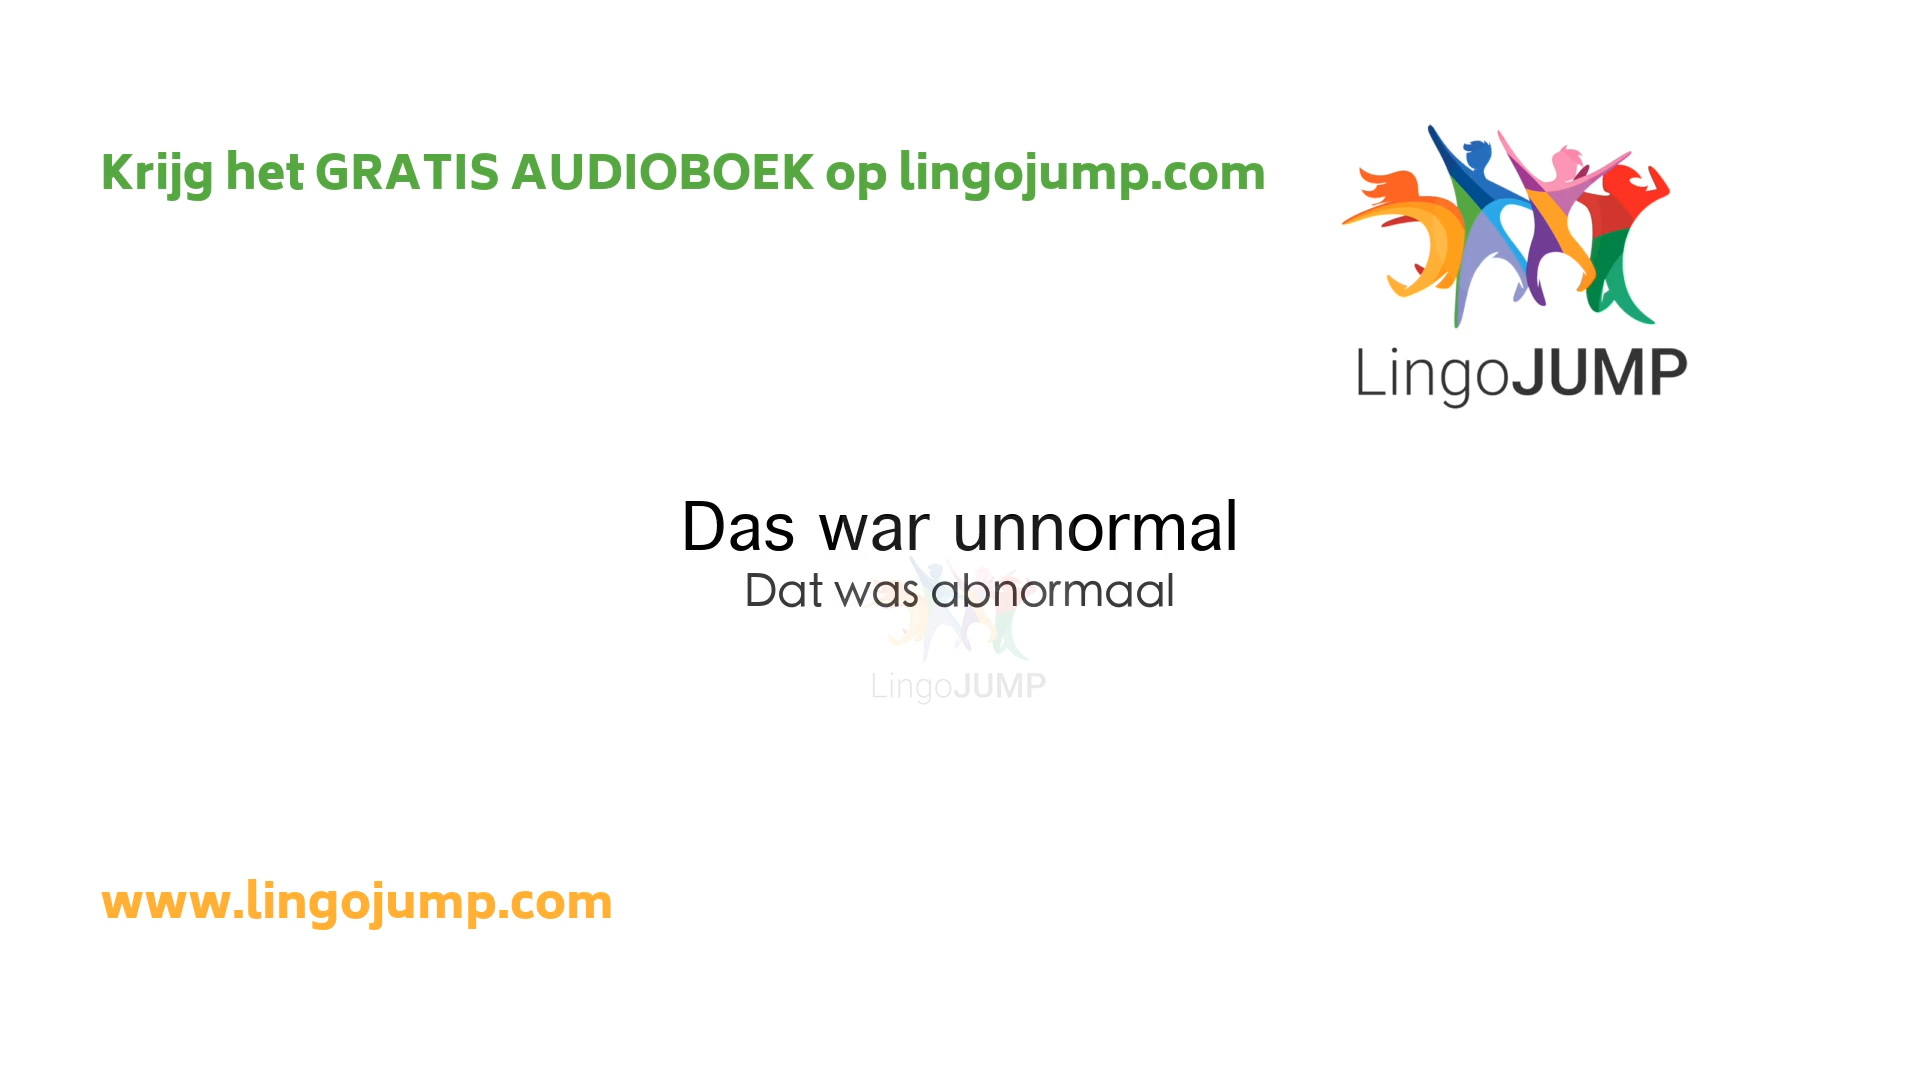 Krijg het GRATIS AUDIOBOEK op lingojump.com
LingoJUMP
Das war unnormal
Dat was abnormaal
LingoJUMP
www.lingojump.com